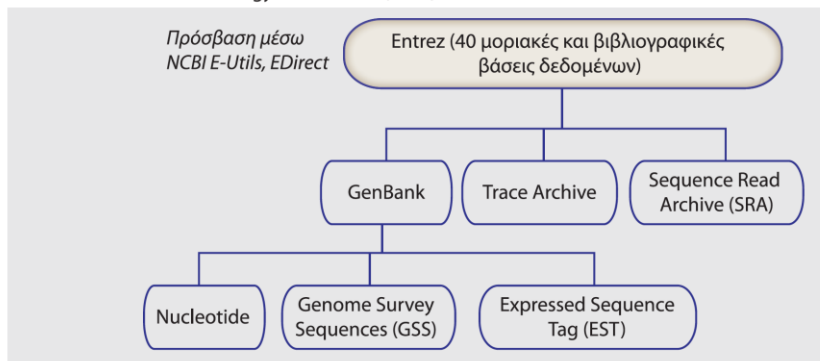 Πρόσβαση μέσω
NCBI E-Utils, EDirect
Entrez (40 μοριακές και βιβλιογραφικές
βάσεις δεδομένων)
GenBank
Trace Archive
Sequence Read
Archive (SRA)
Nucleotide
Genome Survey
Sequences (GSS)
Expressed Sequence
Tag (EST)